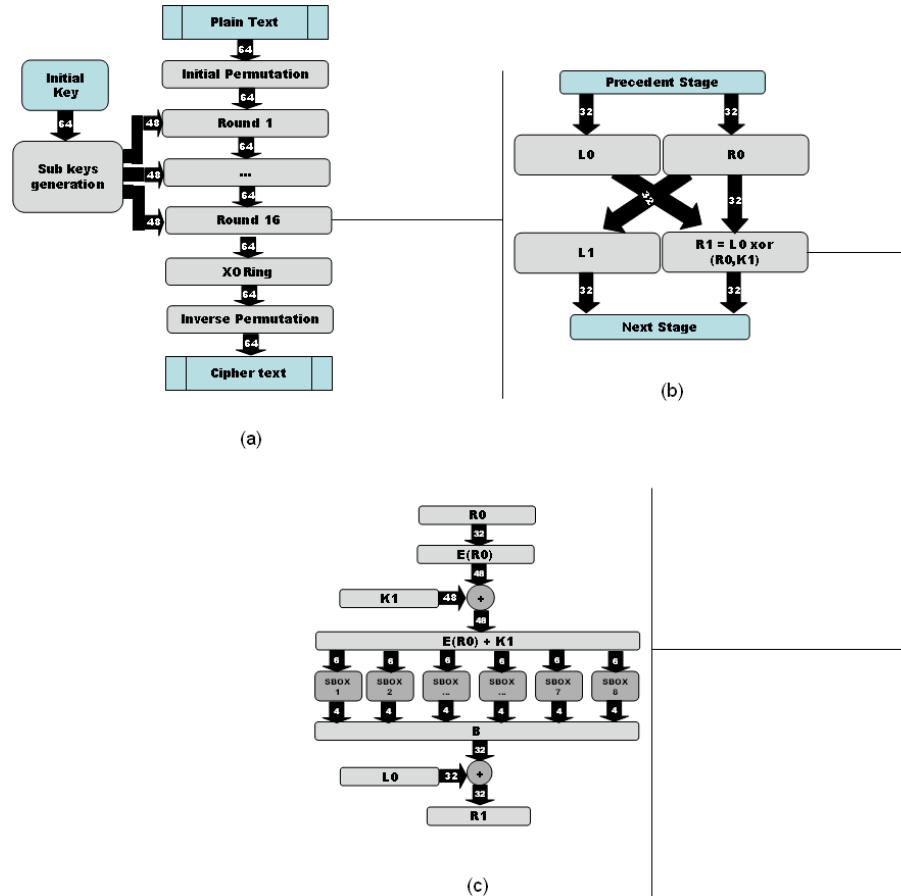 Plain Text
64
Initial Permutation
64
Initial
Key
64
Sub keys
generation
48
Round 1
64
48
...
64
48
Round 16
64
XORing
64
Inverse Permutation
64
Cipher text
(a)
Precedent Stage
32 32
L0 R0
32 32
L1
R1 = L0 xor
(R0,K1)
32 32
Next Stage
(b)
R0
32
E(R0)
48
K1 48 +
48
E(R0) + K1
6 6 6 6 6 6
SBOX SBOX SBOX SBOX SBOX SBOX
1 2 ... ... 7 8
4 4 4 4 4 4
B
32
L0 32 +
32
R1
(c)